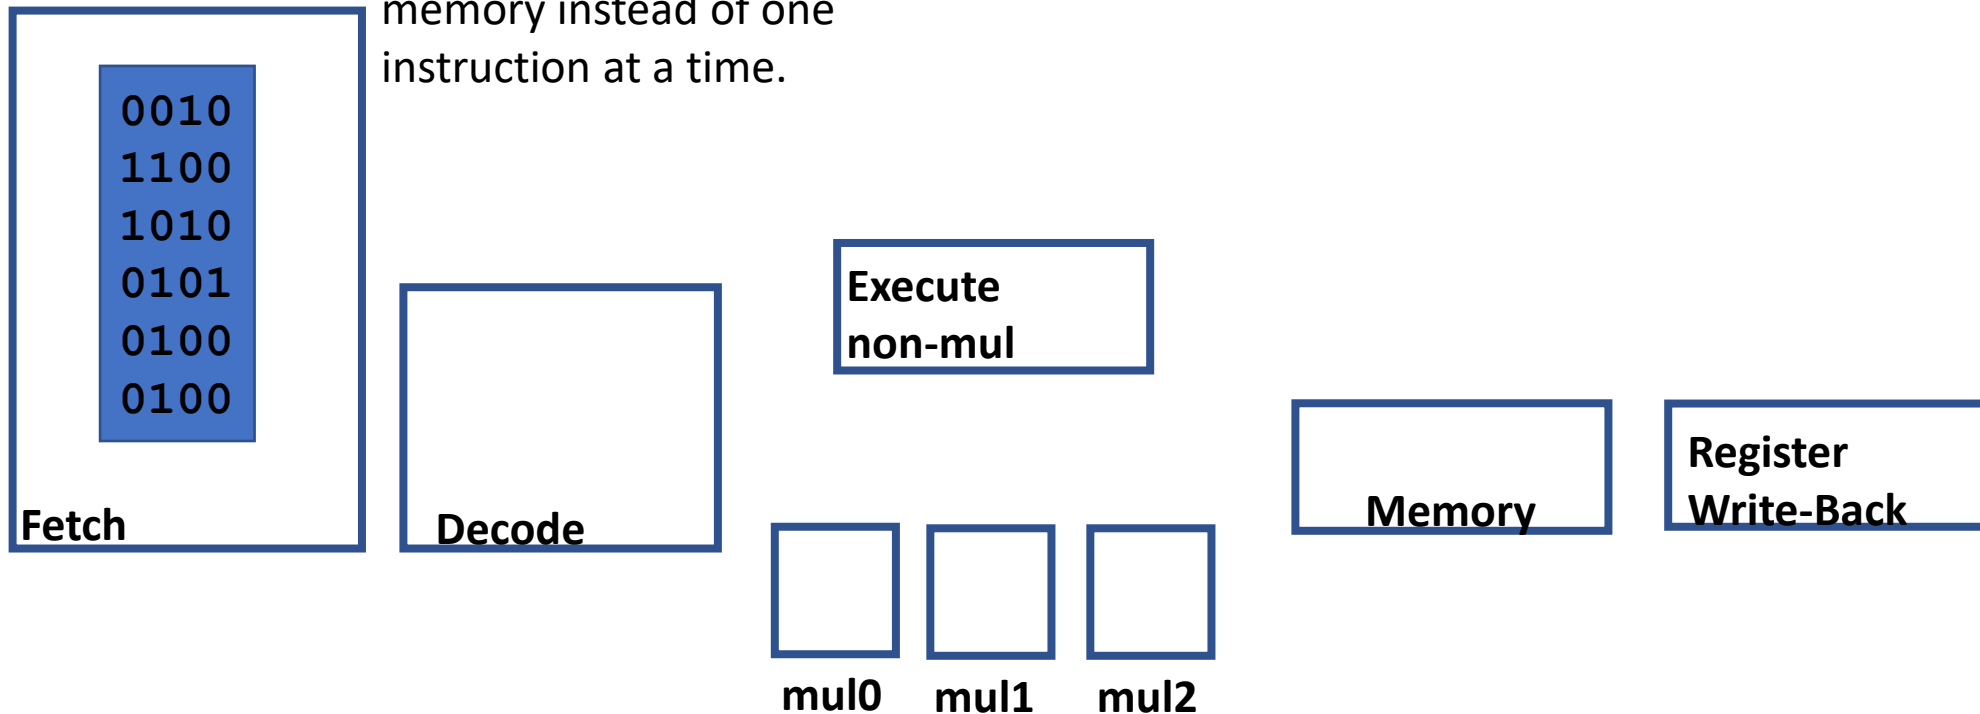 memory instead of one
instruction at a time.
0010
1100
1010
0101
0100
0100
Fetch
Decode
Execute
non-mul
mul0
mul1
mul2
Memory
Register
Write-Back